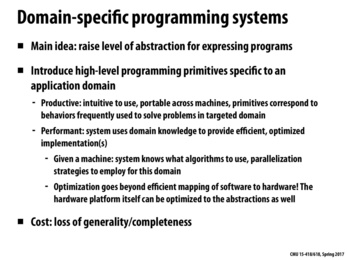 Domain-specific programming systems
■ Main idea: raise level of abstraction for expressing programs
■ Introduce high-level programming primitives specific to an
application domain
- Productive: intuitive to use, portable across machines, primitives correspond to
behaviors frequently used to solve problems in targeted domain
- Performant: system uses domain knowledge to provide efficient, optimized
implementation(s)
- Given a machine: system knows what algorithms to use, parallelization
strategies to employ for this domain
- Optimization goes beyond efficient mapping of software to hardware! The
hardware platform itself can be optimized to the abstractions as well
■ Cost: loss of generality/completeness
CMU 15-418/618, Spring 2017